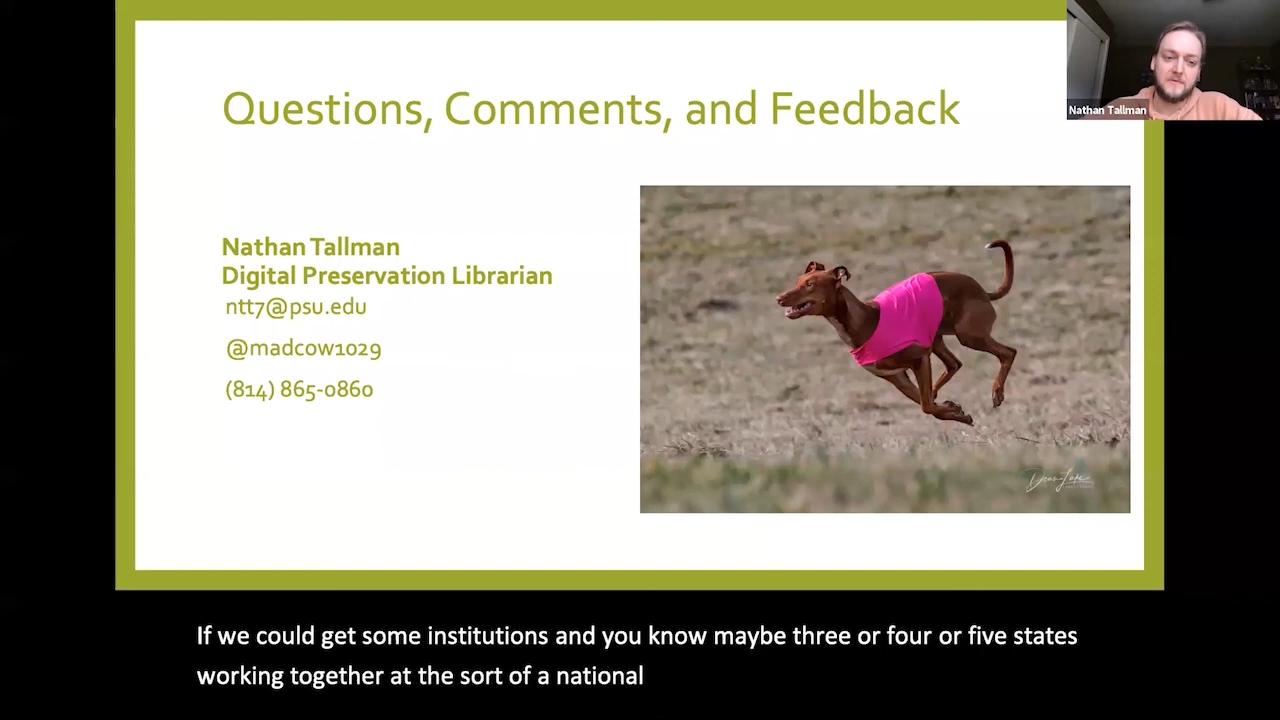 Questions, Comments, and Feedback
Nathan Tallman
Nathan Tallman
Digital Preservation Librarian
ntt7@psu.edu
@madcow1029
(814) 865-0860
If we could get some institutions and you know maybe three or four or five states
working together at the sort of a national